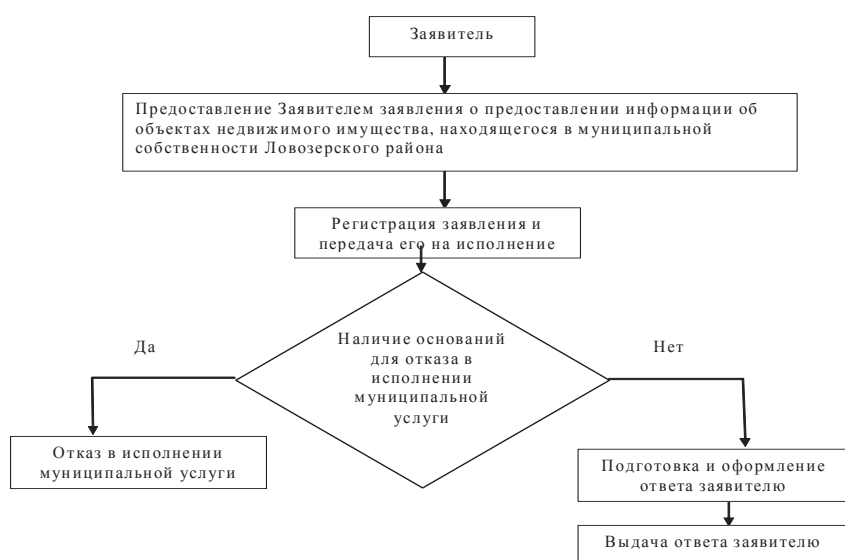 Заявитель
Предоставление Заявителем заявления о предоставлении информации об
объектах недвижимого имущества, находящегося в муниципальной
собственности Ловозерского района
Регистрация заявления и
передача его на исполнение
Да
Наличие оснований
для отказа в
исполнении
муниципальной
услуги
Нет
Отказ в исполнении
муниципальной услуги
Подготовка и оформление
ответа заявителю
Выдача ответа заявителю